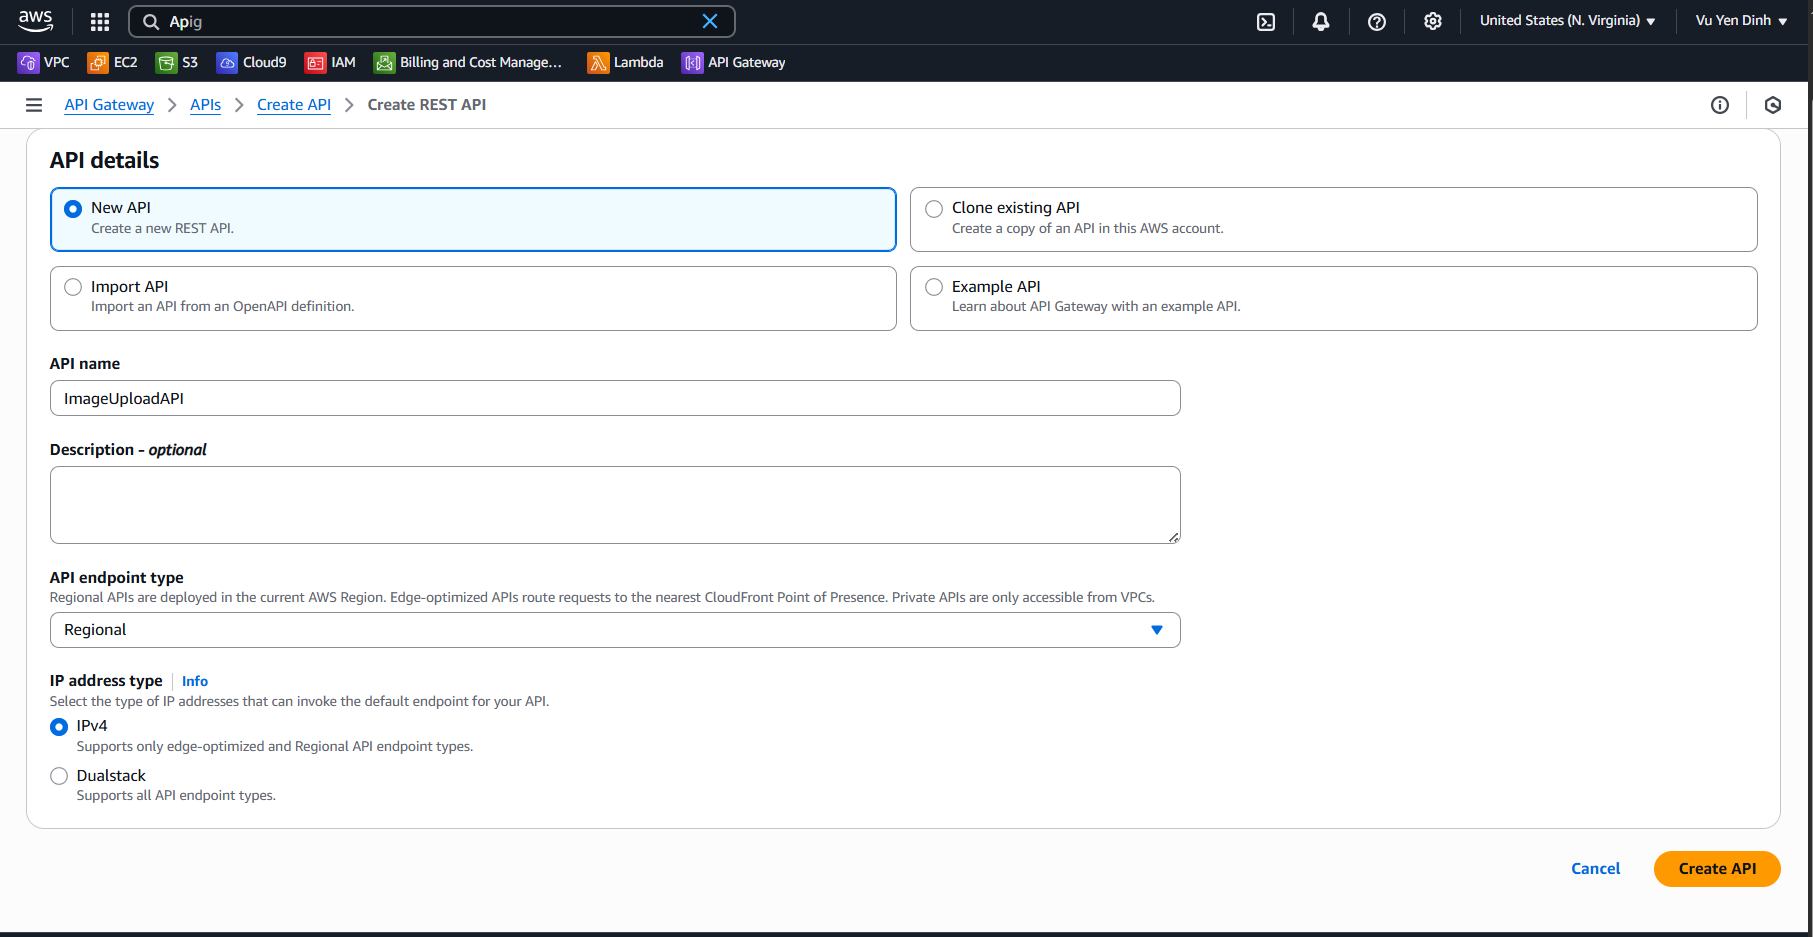 aws
Apig
United States (N. Virginia)
Vu Yen Dinh
VPC
EC2
S3
Cloud9
IAM
Billing and Cost Manage...
Lambda
API Gateway
API Gateway
APIs
Create API
Create REST API
API details
New API
Create a new REST API.
Clone existing API
Create a copy of an API in this AWS account.
Import API
Import an API from an OpenAPI definition.
Example API
Learn about API Gateway with an example API.
API name
ImageUploadAPI
Description - optional
API endpoint type
Regional APIs are deployed in the current AWS Region. Edge-optimized APIs route requests to the nearest CloudFront Point of Presence. Private APIs are only accessible from VPCs.
Regional
IP address type
Info
Select the type of IP addresses that can invoke the default endpoint for your API.
IPv4
Supports only edge-optimized and Regional API endpoint types.
Dualstack
Supports all API endpoint types.
Cancel
Create API